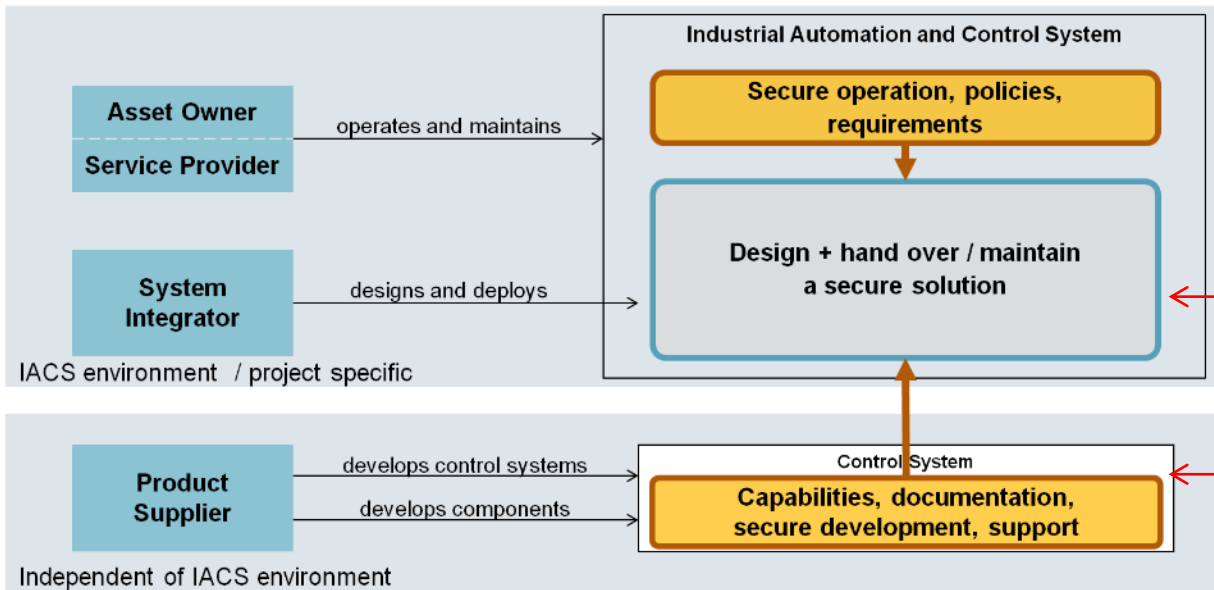 Industrial Automation and Control System
Asset Owner
Service Provider
operates and maintains
Secure operation, policies,
requirements
System
Integrator
designs and deploys
Design + hand over / maintain
a secure solution
IACS environment / project specific
Product
Supplier
develops control systems
develops components
Control System
Capabilities, documentation,
secure development, support
Independent of IACS environment